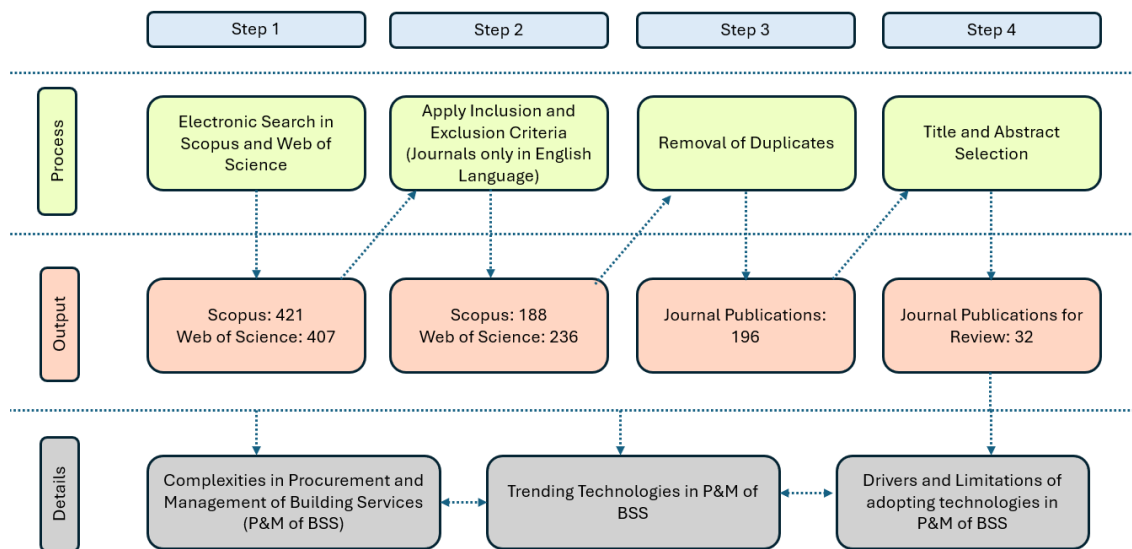 Step 1
Step 2
Step 3
Step 4
Process
Electronic Search in
Scopus and Web of
Science
Apply Inclusion and
Exclusion Criteria
(Journals only in English
Language)
Removal of Duplicates
Title and Abstract
Selection
Output
Scopus: 421
Web of Science: 407
Scopus: 188
Web of Science: 236
Journal Publications:
196
Journal Publications for
Review: 32
Details
Complexities in Procurement and
Management of Building Services
(P&M of BSS)
Trending Technologies in P&M of
BSS
Drivers and Limitations of
adopting technologies in
P&M of BSS